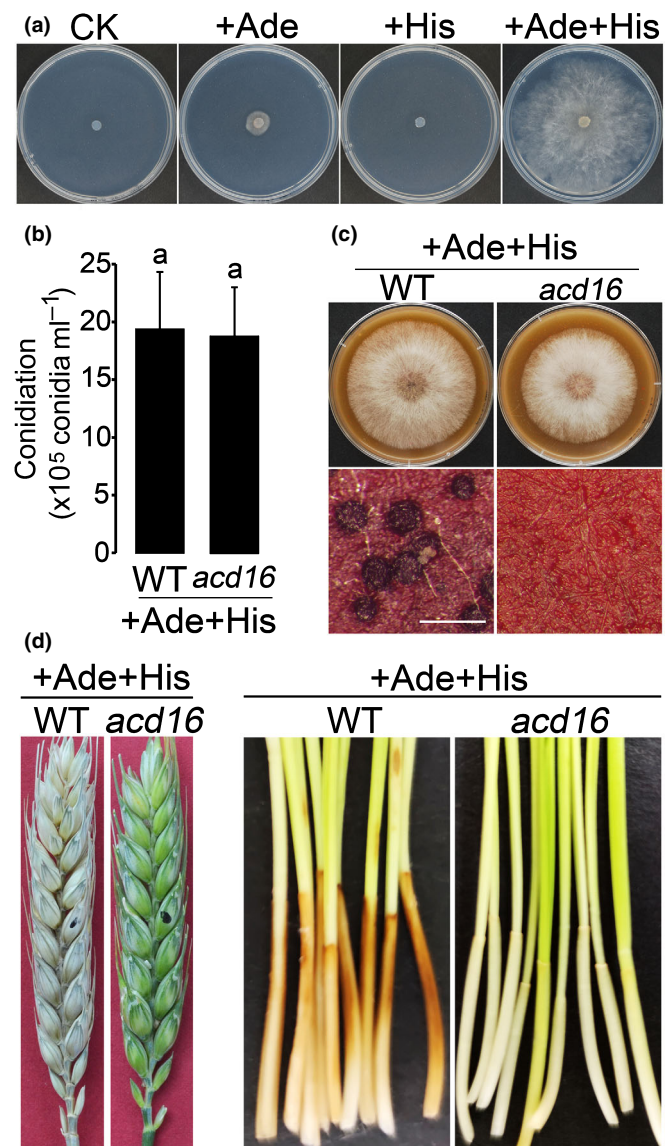 (a) CK +Ade +His +Ade+His
(b)
25
20
15
10
5
0
Conidiation
(x10⁵ conidia ml⁻¹)
a a
WT acd16
+Ade+His
(c)
+Ade+His
WT acd16
(d)
+Ade+His
WT acd16
+Ade+His
WT acd16